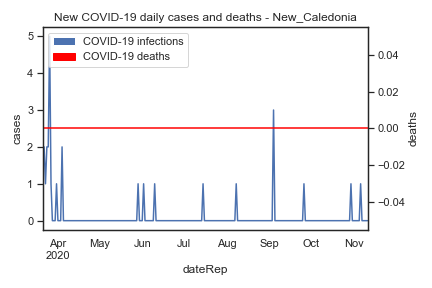 New COVID-19 daily cases and deaths - New_Caledonia
COVID-19 infections
COVID-19 deaths
cases
5
4
3
2
1
0
deaths
0.04
0.02
0.00
−0.02
−0.04
Apr May Jun Jul Aug Sep Oct Nov
2020
dateRep